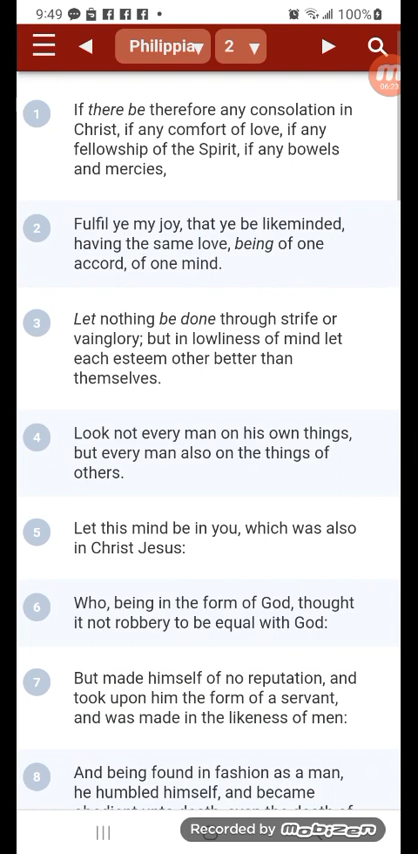 9:49 100%
Philippia 2
06:23
1 If there be therefore any consolation in
Christ, if any comfort of love, if any
fellowship of the Spirit, if any bowels
and mercies,
2 Fulfil ye my joy, that ye be likeminded,
having the same love, being of one
accord, of one mind.
3 Let nothing be done through strife or
vainglory; but in lowliness of mind let
each esteem other better than
themselves.
4 Look not every man on his own things,
but every man also on the things of
others.
5 Let this mind be in you, which was also
in Christ Jesus:
6 Who, being in the form of God, thought
it not robbery to be equal with God:
7 But made himself of no reputation, and
took upon him the form of a servant,
and was made in the likeness of men:
8 And being found in fashion as a man,
he humbled himself, and became
Recorded by mobizen